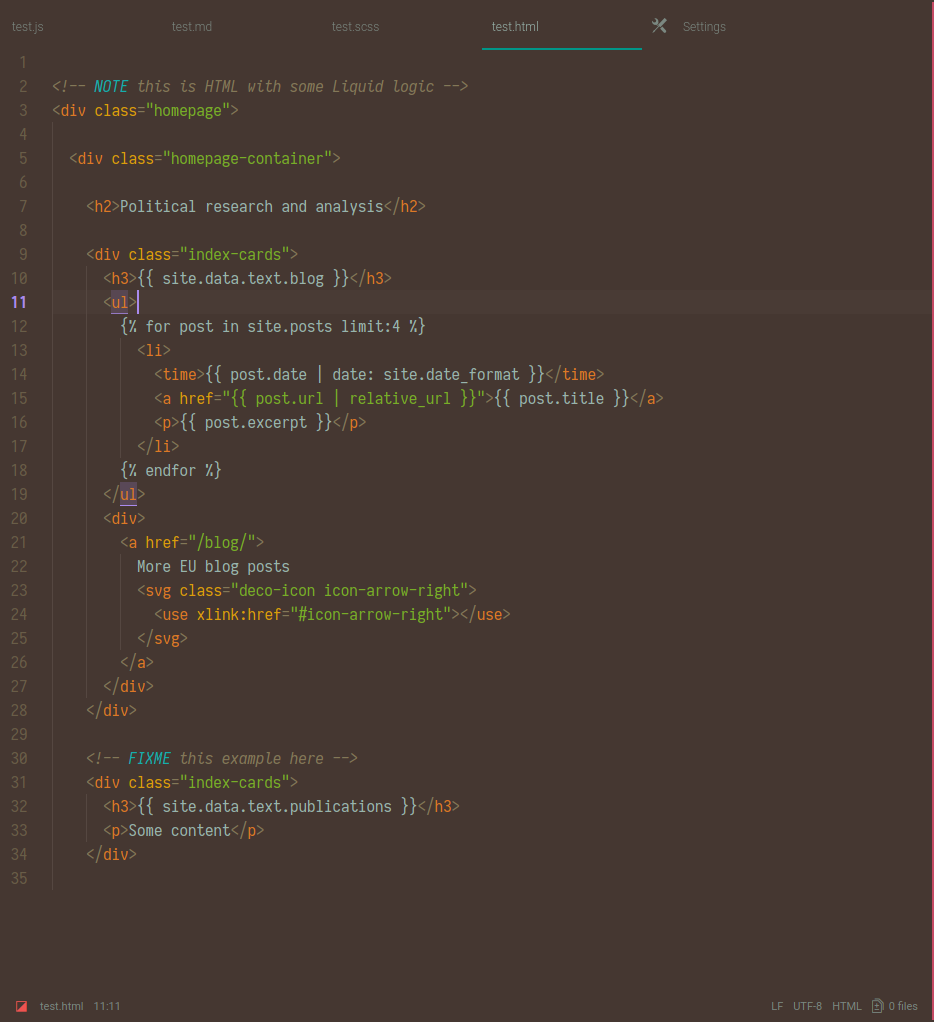 test.js test.md test.scss test.html Settings
1
2 <!-- NOTE this is HTML with some Liquid logic -->
3 <div class="homepage">
4
5 <div class="homepage-container">
6
7 <h2>Political research and analysis</h2>
8
9 <div class="index-cards">
10 <h3>{{ site.data.text.blog }}</h3>
11 <ul>
12 {% for post in site.posts limit:4 %}
13 <li>
14 <time>{{ post.date | date: site.date_format }}</time>
15 <a href="{{ post.url | relative_url }}">{{ post.title }}</a>
16 <p>{{ post.excerpt }}</p>
17 </li>
18 {% endfor %}
19 </ul>
20 <div>
21 <a href="/blog/">
22 More EU blog posts
23 <svg class="deco-icon icon-arrow-right">
24 <use xlink:href="#icon-arrow-right"></use>
25 </svg>
26 </a>
27 </div>
28 </div>
29
30 <!-- FIXME this example here -->
31 <div class="index-cards">
32 <h3>{{ site.data.text.publications }}</h3>
33 <p>Some content</p>
34 </div>
35
test.html 11:11 LF UTF-8 HTML 0 files